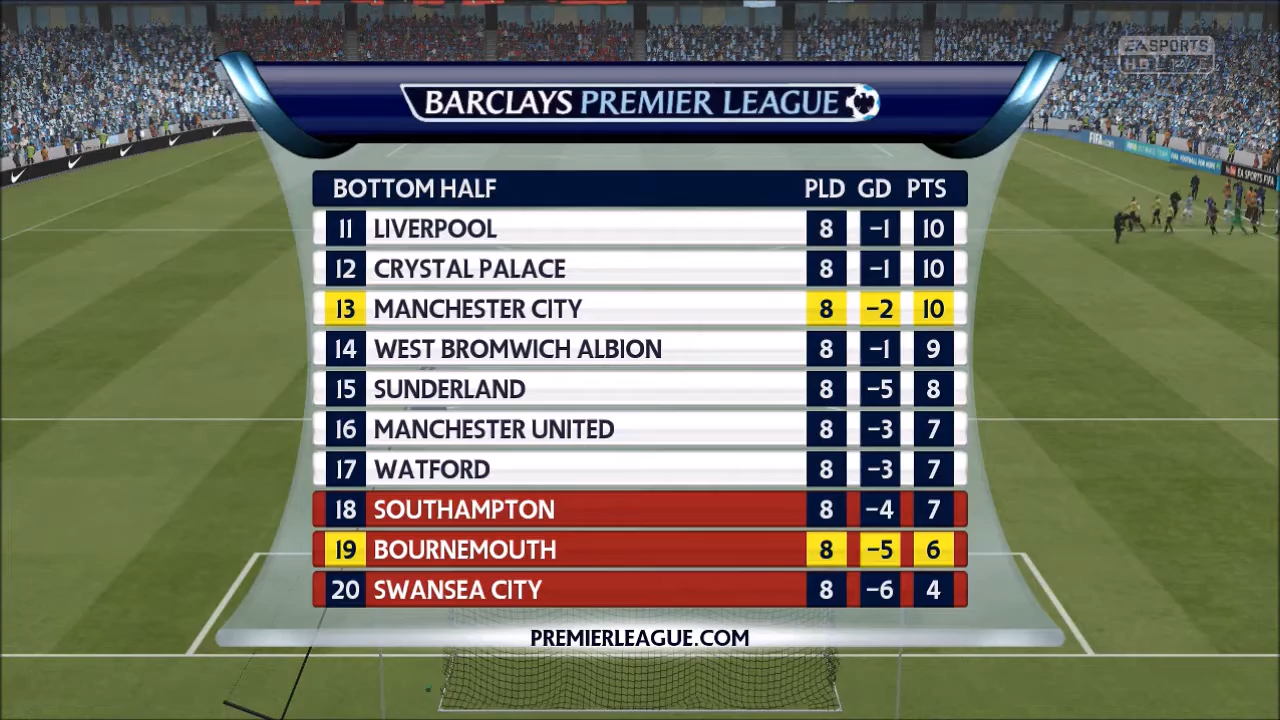 EA SPORTS
BARCLAYS PREMIER LEAGUE
BOTTOM HALF PLD GD PTS
11 LIVERPOOL 8 -1 10
12 CRYSTAL PALACE 8 -1 10
13 MANCHESTER CITY 8 -2 10
14 WEST BROMWICH ALBION 8 -1 9
15 SUNDERLAND 8 -5 8
16 MANCHESTER UNITED 8 -3 7
17 WATFORD 8 -3 7
18 SOUTHAMPTON 8 -4 7
19 BOURNEMOUTH 8 -5 6
20 SWANSEA CITY 8 -6 4
PREMIERLEAGUE.COM
EA SPORTS FIFA